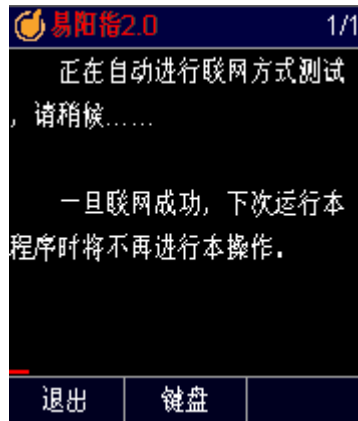 易阳指2.0 1/1
正在自动进行联网方式测试
，请稍候……
一旦联网成功，下次运行本
程序时将不再进行本操作.
退出 键盘